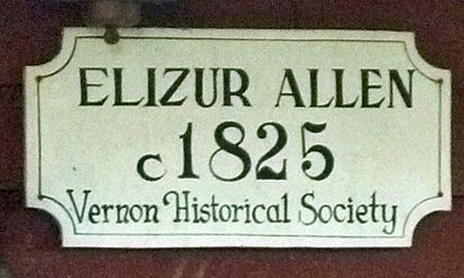 ELIZUR ALLEN
c1825
Vernon Historical Society